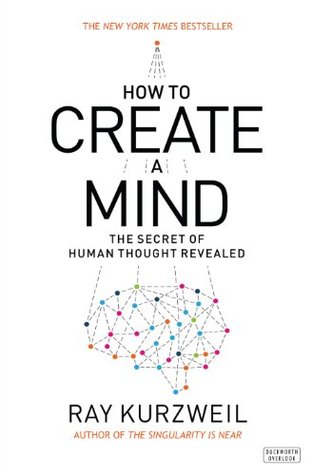 THE NEW YORK TIMES BESTSELLER
HOW TO
CREATE
A
MIND
THE SECRET OF
HUMAN THOUGHT REVEALED
RAY KURZWEIL
AUTHOR OF THE SINGULARITY IS NEAR
DUCKWORTH
OVERLOOK